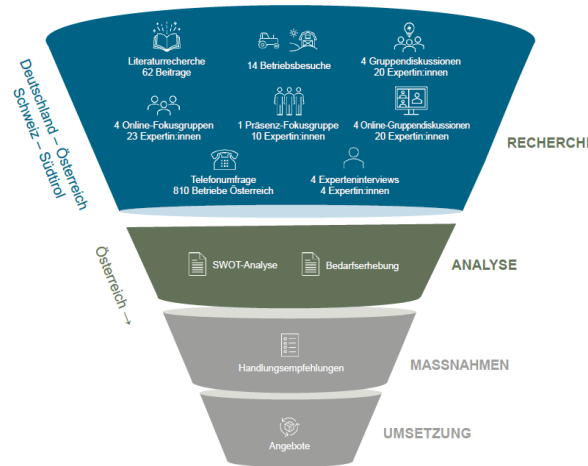 Literaturrecherche
62 Beitrage
14 Betriebsbesuche
4 Gruppendiskussionen
20 Expertin:innen
Deutschland – Österreich
Schweiz – Südtirol
4 Online-Fokusgruppen
23 Expertin:innen
1 Präsenz-Fokusgruppe
10 Expertin:innen
4 Online-Gruppendiskussionen
20 Expertin:innen
RECHERCHE
Telefonumfrage
810 Betriebe Österreich
4 Experteninterviews
4 Expertin:innen
Österreich →
SWOT-Analyse
Bedarfserhebung
ANALYSE
Handlungsempfehlungen
MASSNAHMEN
Angebote
UMSETZUNG